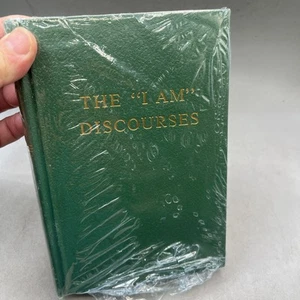 THE "I AM"
DISCOURSES